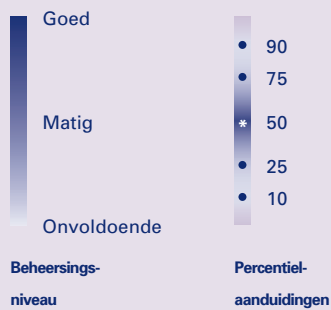 Goed
90
75
Matig
* 50
25
10
Onvoldoende
Beheersings-
niveau
Percentiel-
aanduidingen